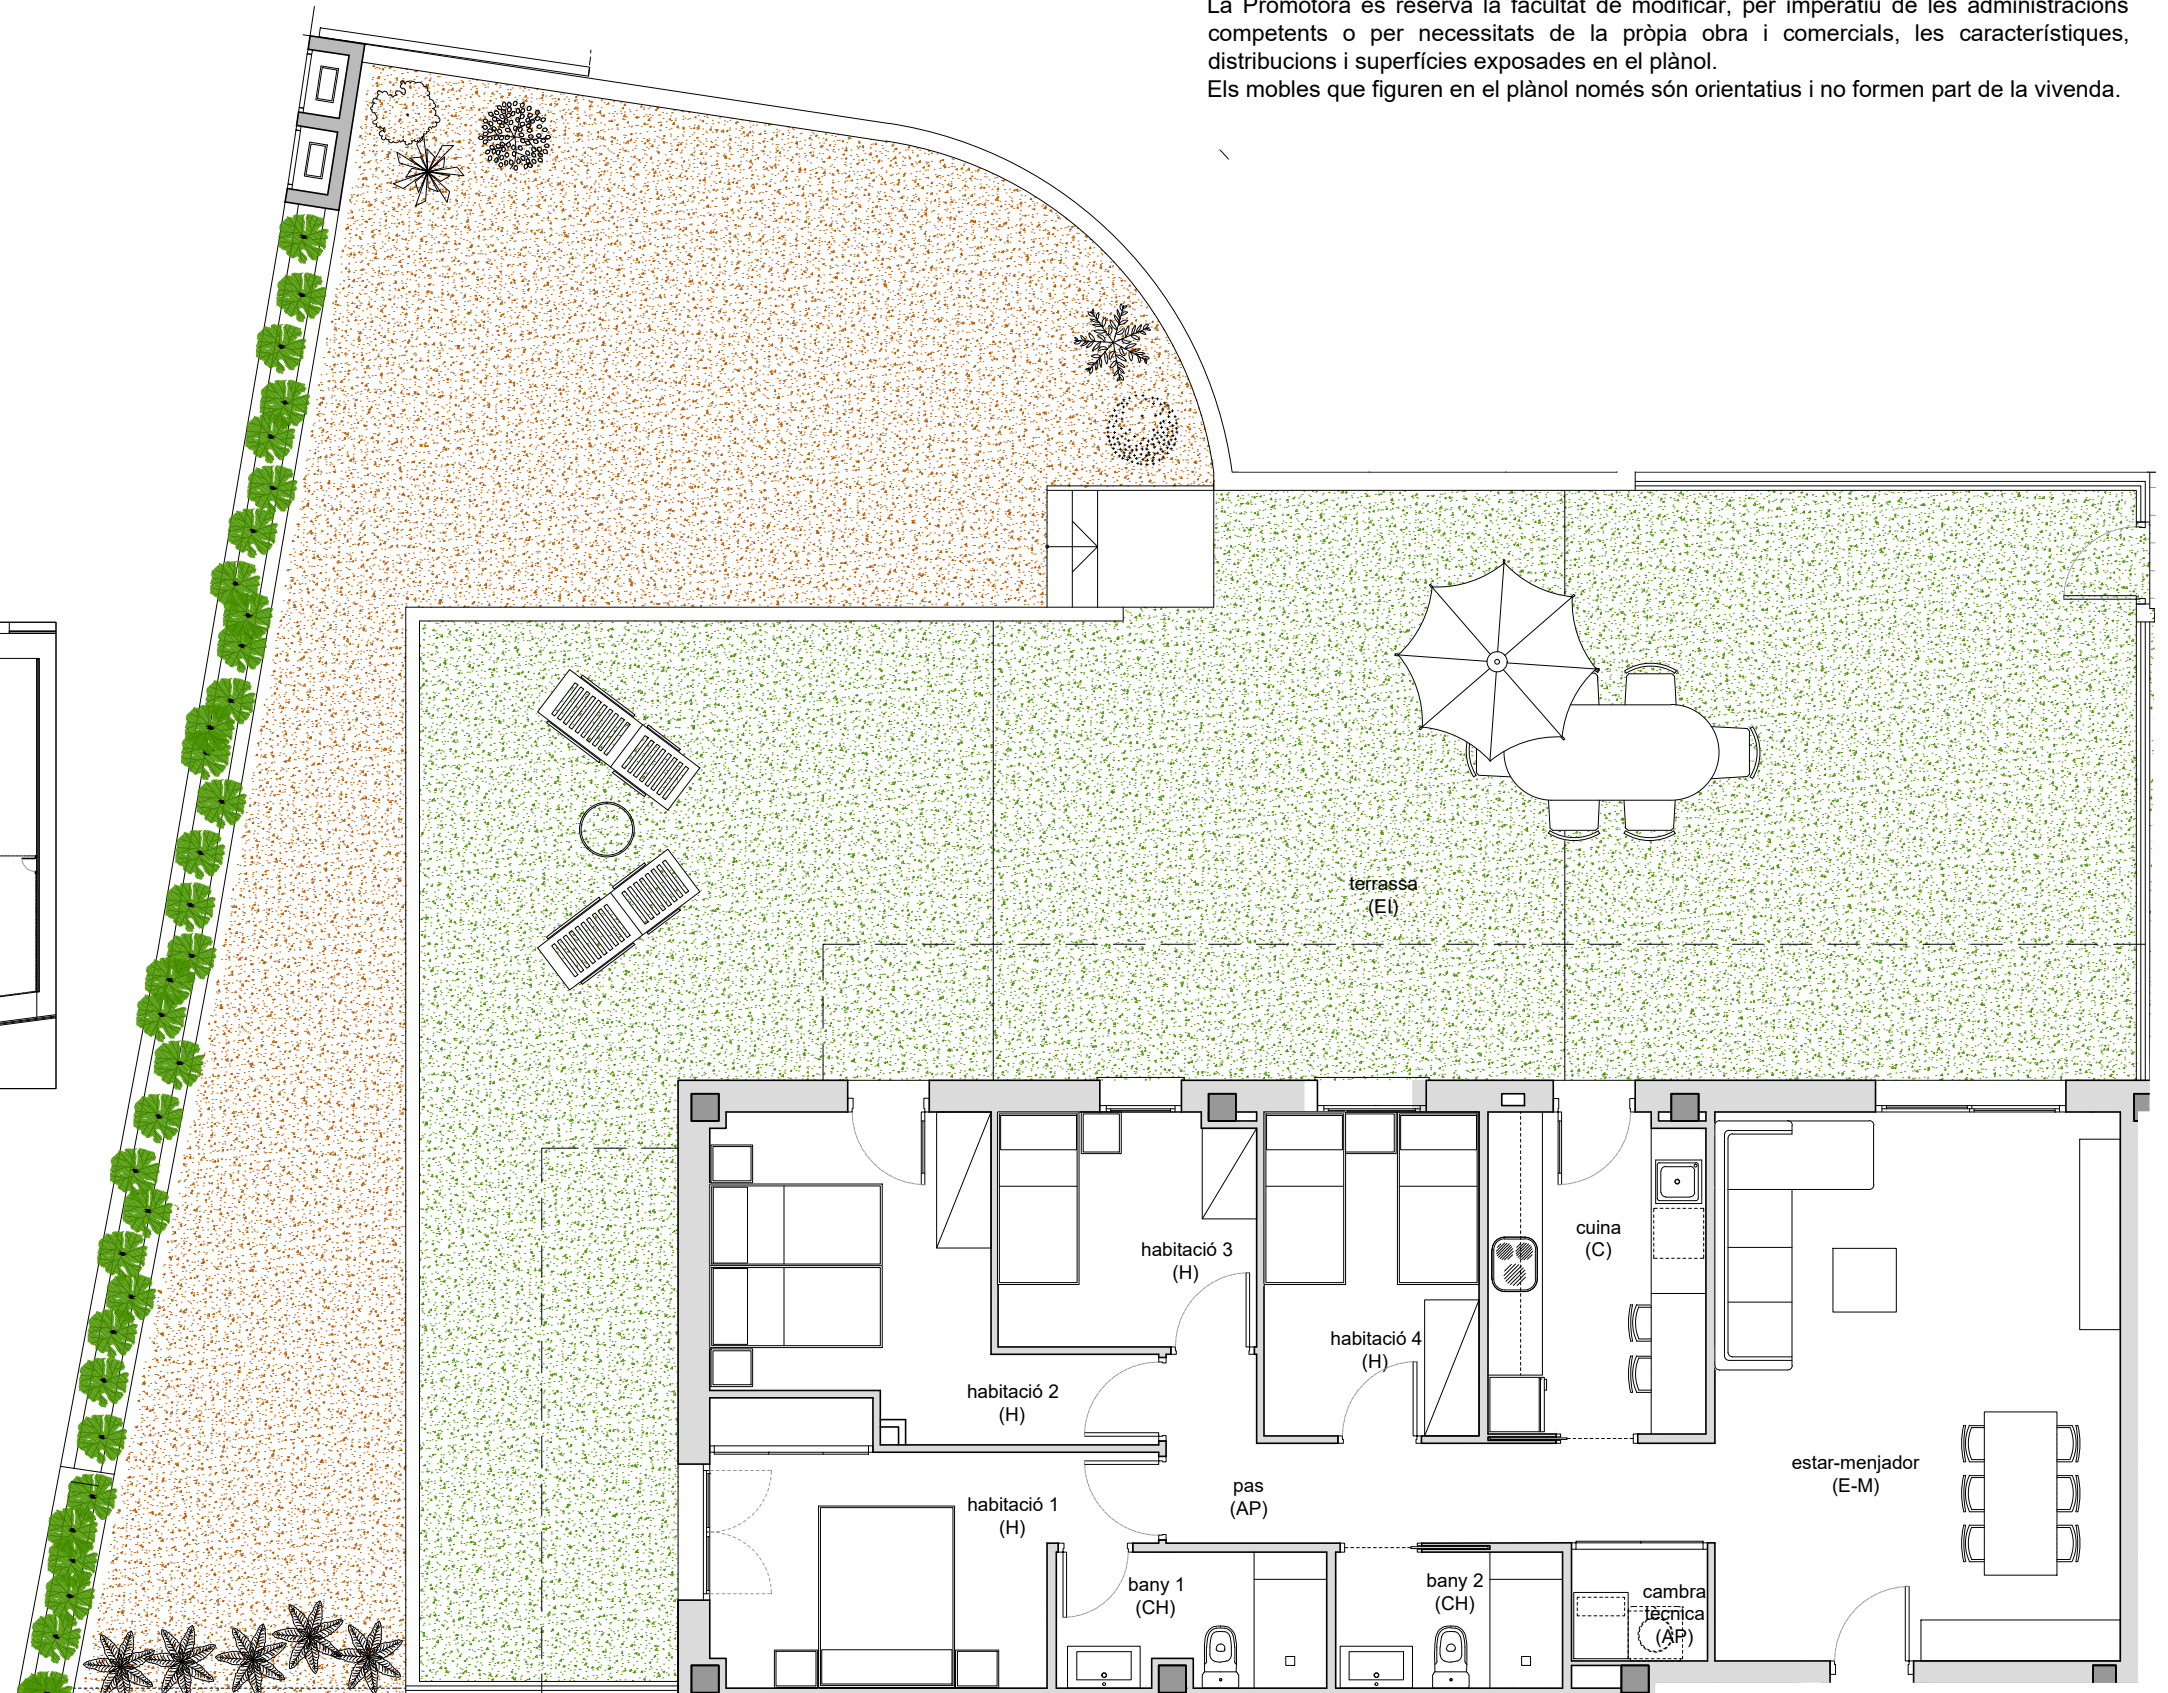 La Promotora es reserva la facultat de modificar, per imperatiu de les administracions
competents o per necessitats de la pròpia obra i comercials, les característiques,
distribucions i superfícies exposades en el plànol.
Els mobles que figuren en el plànol només són orientatius i no formen part de la vivenda.
terrassa
(EI)
cuina
(C)
habitació 3
(H)
habitació 4
(H)
habitació 2
(H)
estar-menjador
(E-M)
pas
(AP)
habitació 1
(H)
bany 1
(CH)
bany 2
(CH)
cambra
tècnica
(AP)